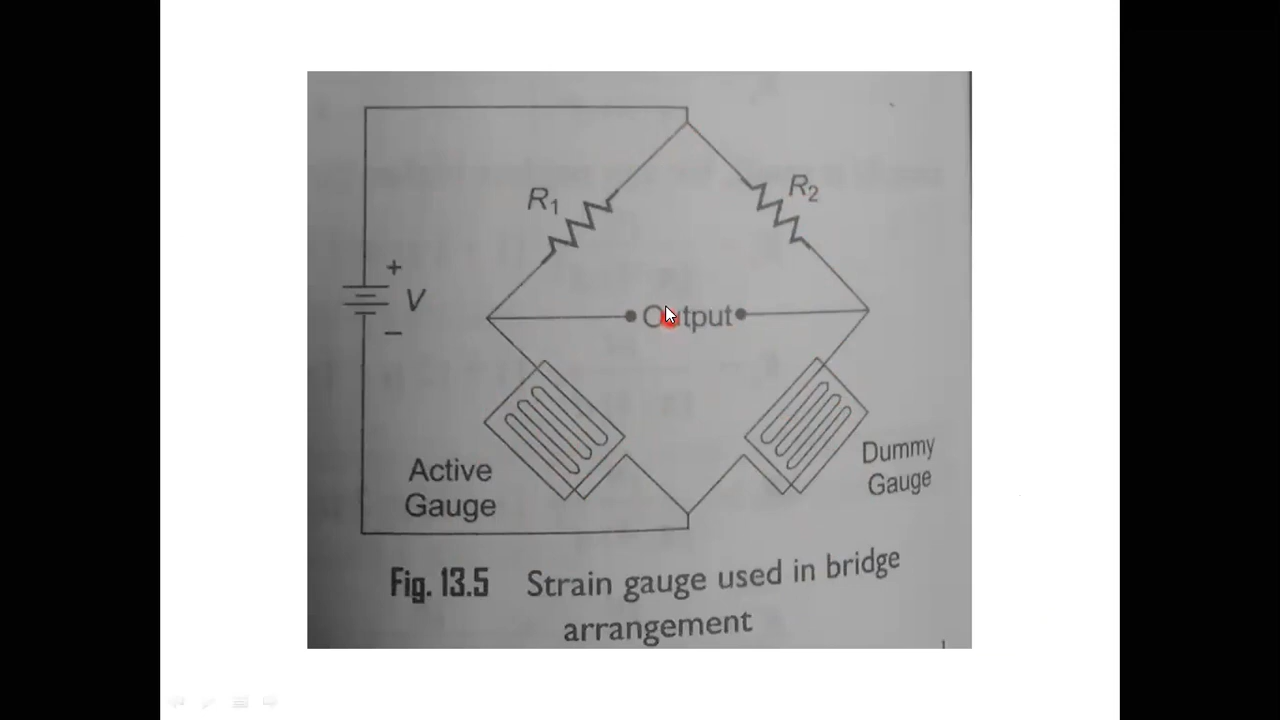 R1
R2
+
V
−
Output
Active
Gauge
Dummy
Gauge
Fig. 13.5 Strain gauge used in bridge
arrangement